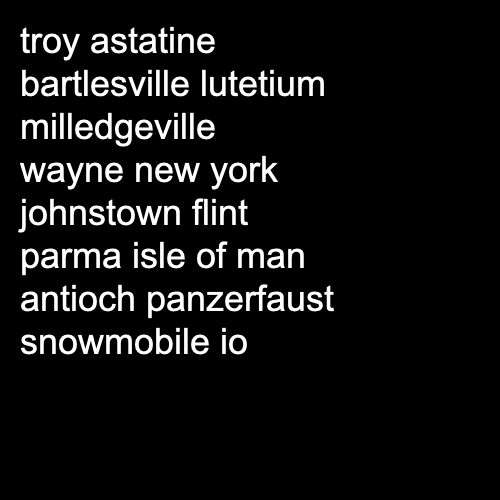 troy astatine
bartlesville lutetium
milledgeville
wayne new york
johnstown flint
parma isle of man
antioch panzerfaust
snowmobile io